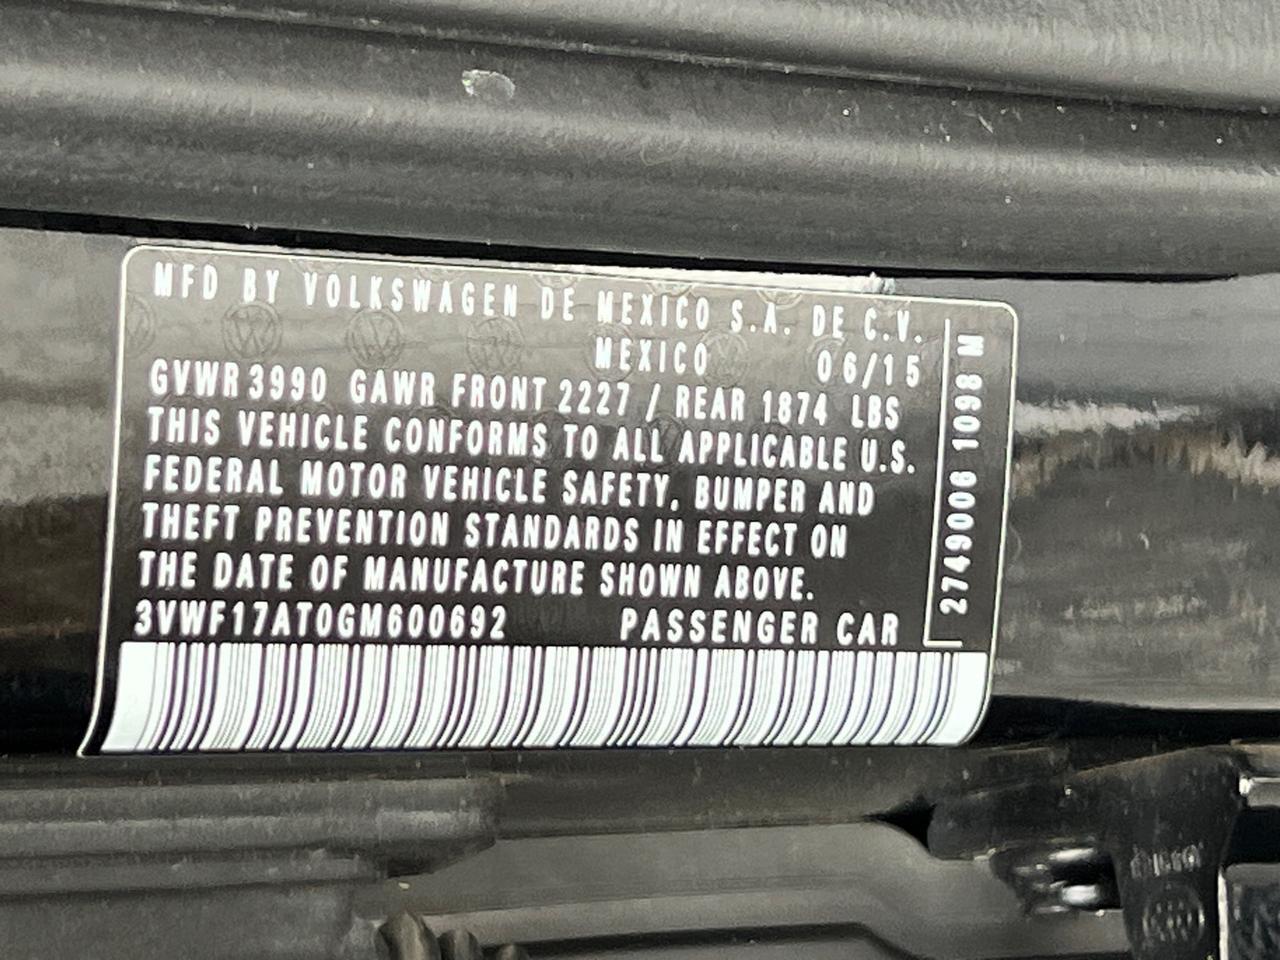 MFD BY VOLKSWAGEN DE MEXICO S.A. DE C.V.
MEXICO 06/15
GVWR 3990 GAWR FRONT 2227 / REAR 1874 LBS
THIS VEHICLE CONFORMS TO ALL APPLICABLE U.S.
FEDERAL MOTOR VEHICLE SAFETY, BUMPER AND
THEFT PREVENTION STANDARDS IN EFFECT ON
THE DATE OF MANUFACTURE SHOWN ABOVE.
3VWF17AT0GM600692 PASSENGER CAR
2749006 1098 M